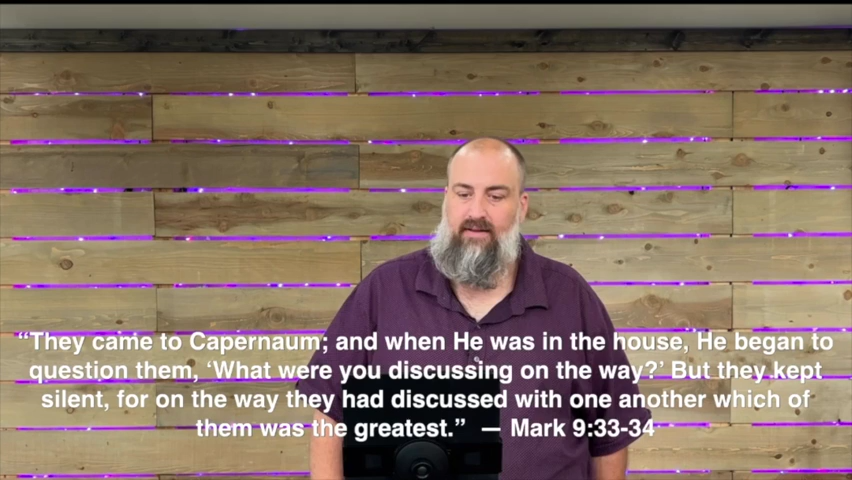 “They came to Capernaum; and when He was in the house, He began to
question them, ‘What were you discussing on the way?’ But they kept
silent, for on the way they had discussed with one another which of
them was the greatest.” — Mark 9:33-34